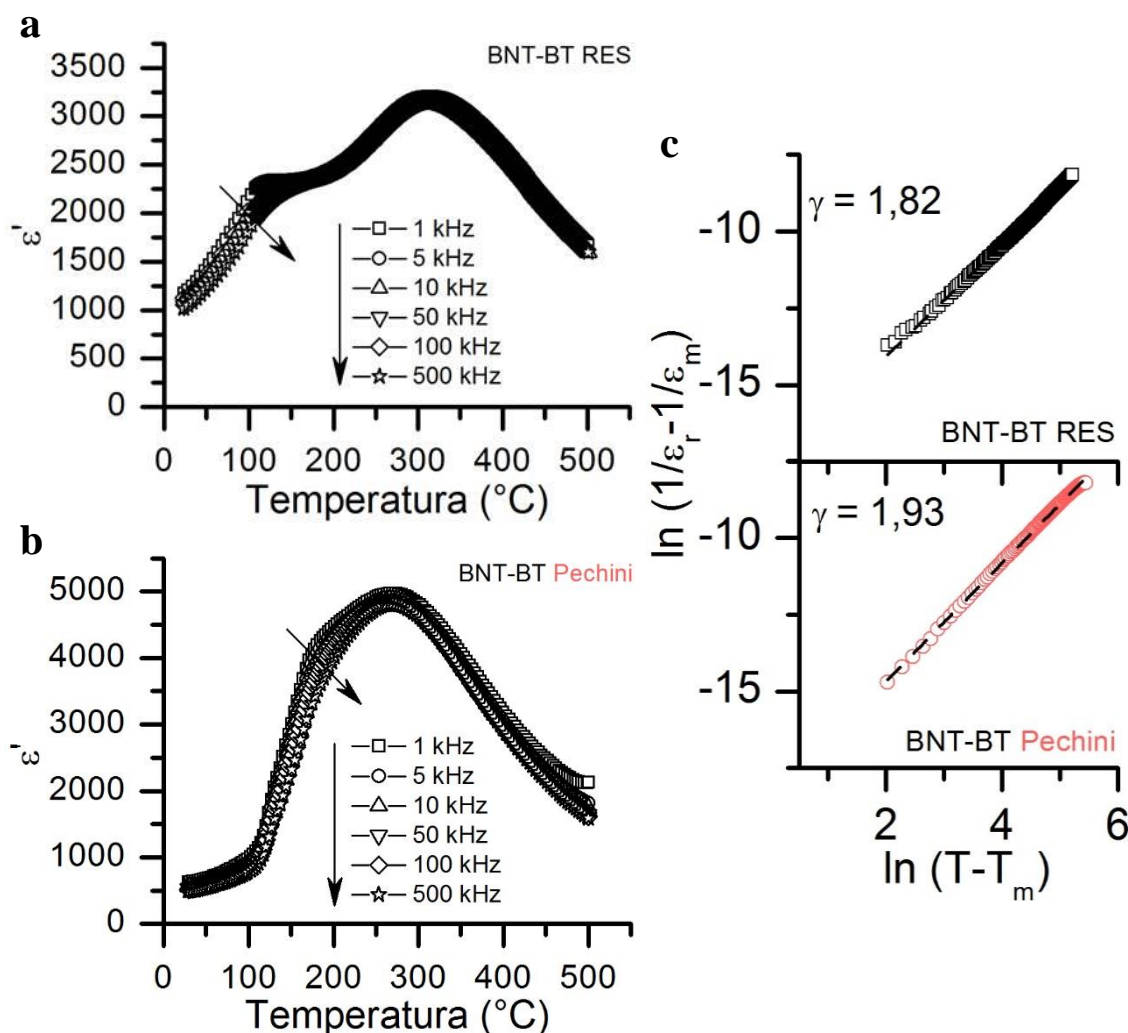 a
BNT-BT RES
3500
3000
2500
2000
1500
1000
500
0
ε'
1 kHz
5 kHz
10 kHz
50 kHz
100 kHz
500 kHz
0 100 200 300 400 500
Temperatura (°C)
b
BNT-BT Pechini
5000
4000
3000
2000
1000
0
ε'
1 kHz
5 kHz
10 kHz
50 kHz
100 kHz
500 kHz
0 100 200 300 400 500
Temperatura (°C)
c
γ = 1,82
-10
-15
BNT-BT RES
ln (1/εr-1/εm)
γ = 1,93
-10
-15
BNT-BT Pechini
2 4 6
ln (T-Tm)